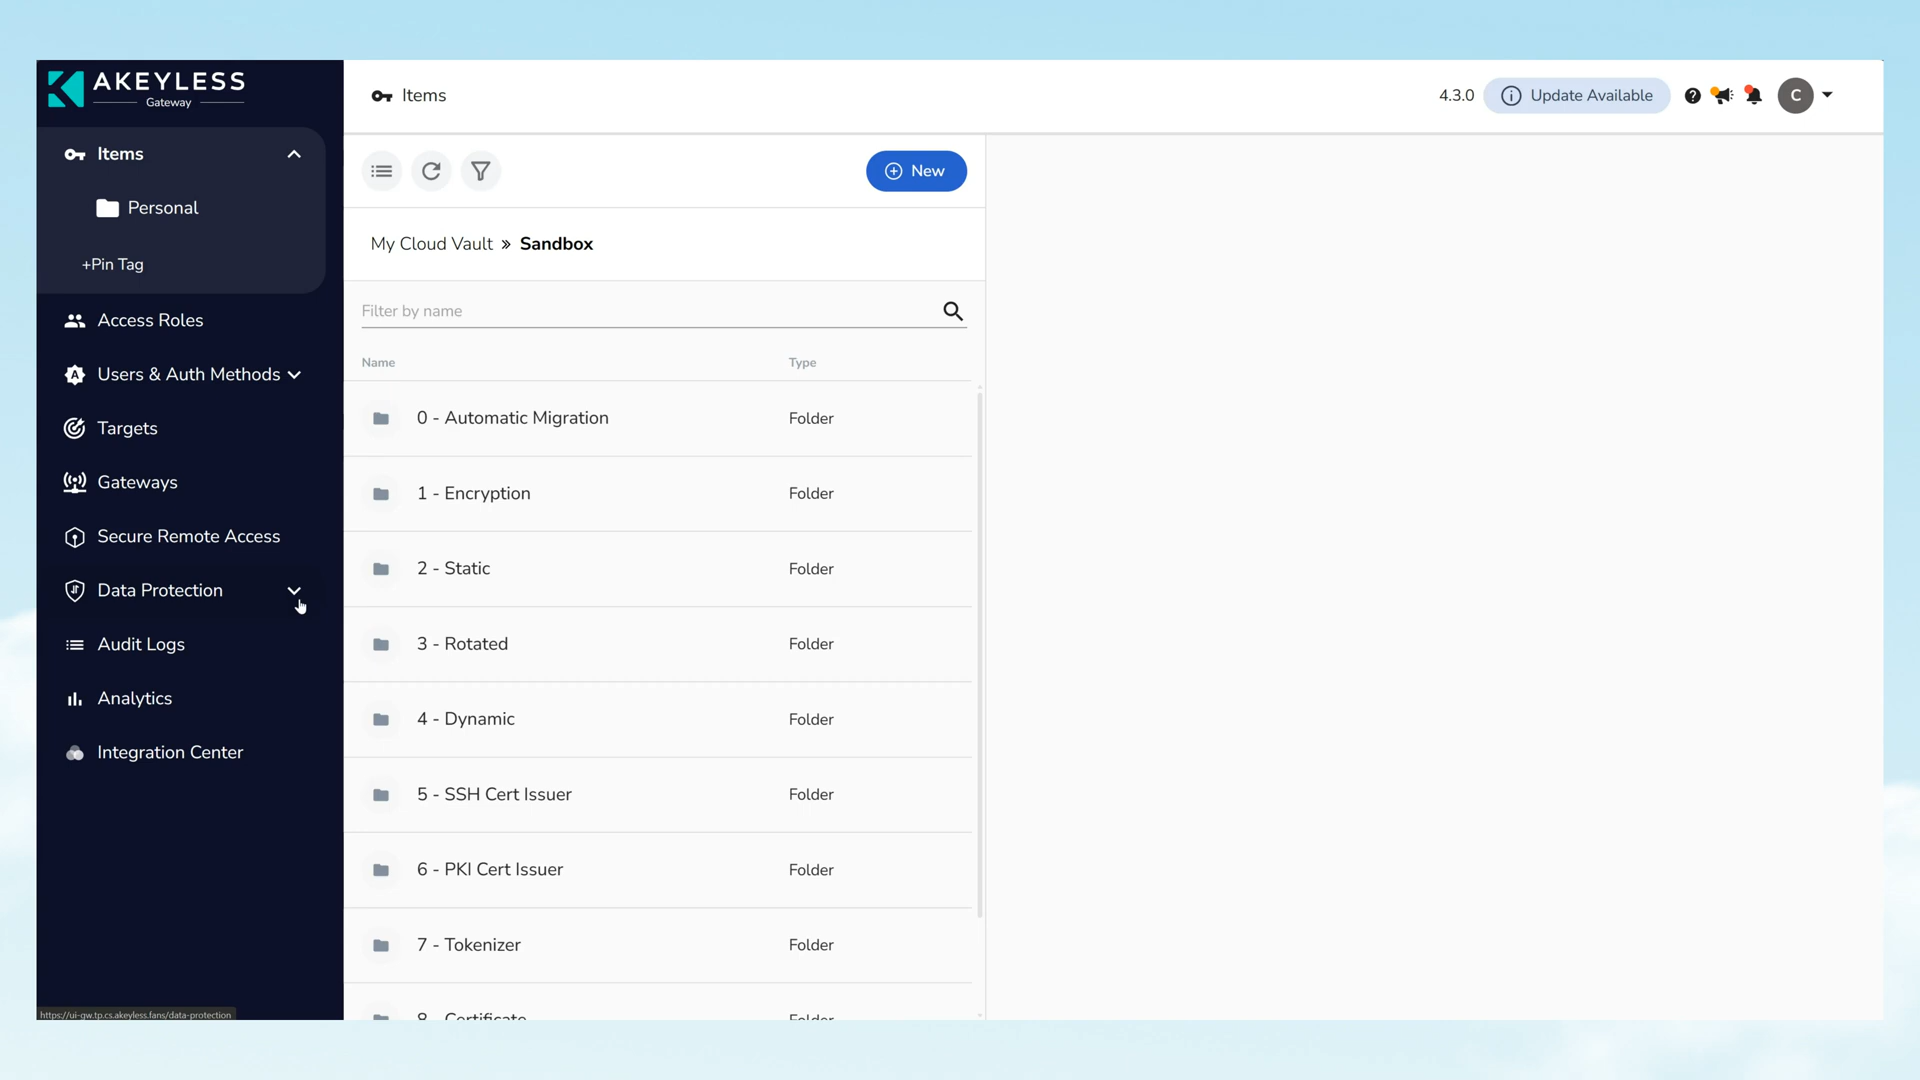 AKEYLESS
Gateway
Items
Personal
+Pin Tag
Access Roles
Users & Auth Methods
Targets
Gateways
Secure Remote Access
Data Protection
Audit Logs
Analytics
Integration Center
https://ui-gw.tp.cs.akeyless.fans/data-protection
Items
4.3.0
Update Available
C
New
My Cloud Vault » Sandbox
Filter by name
Name Type
0 - Automatic Migration Folder
1 - Encryption Folder
2 - Static Folder
3 - Rotated Folder
4 - Dynamic Folder
5 - SSH Cert Issuer Folder
6 - PKI Cert Issuer Folder
7 - Tokenizer Folder
8 - Certificate Folder